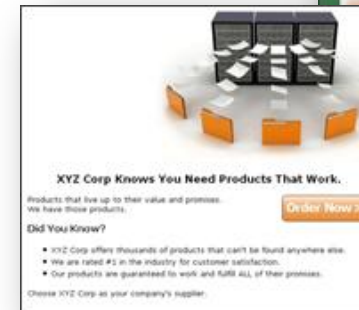 XYZ Corp Knows You Need Products That Work.
Products that live up to their value and promises.
We have those products.
Order Now
Did You Know?
XYZ Corp offers thousands of products that can't be found anywhere else.
We are rated #1 in the industry for customer satisfaction.
Our products are guaranteed to work and fulfill ALL of their promises.
Choose XYZ Corp as your company's supplier.